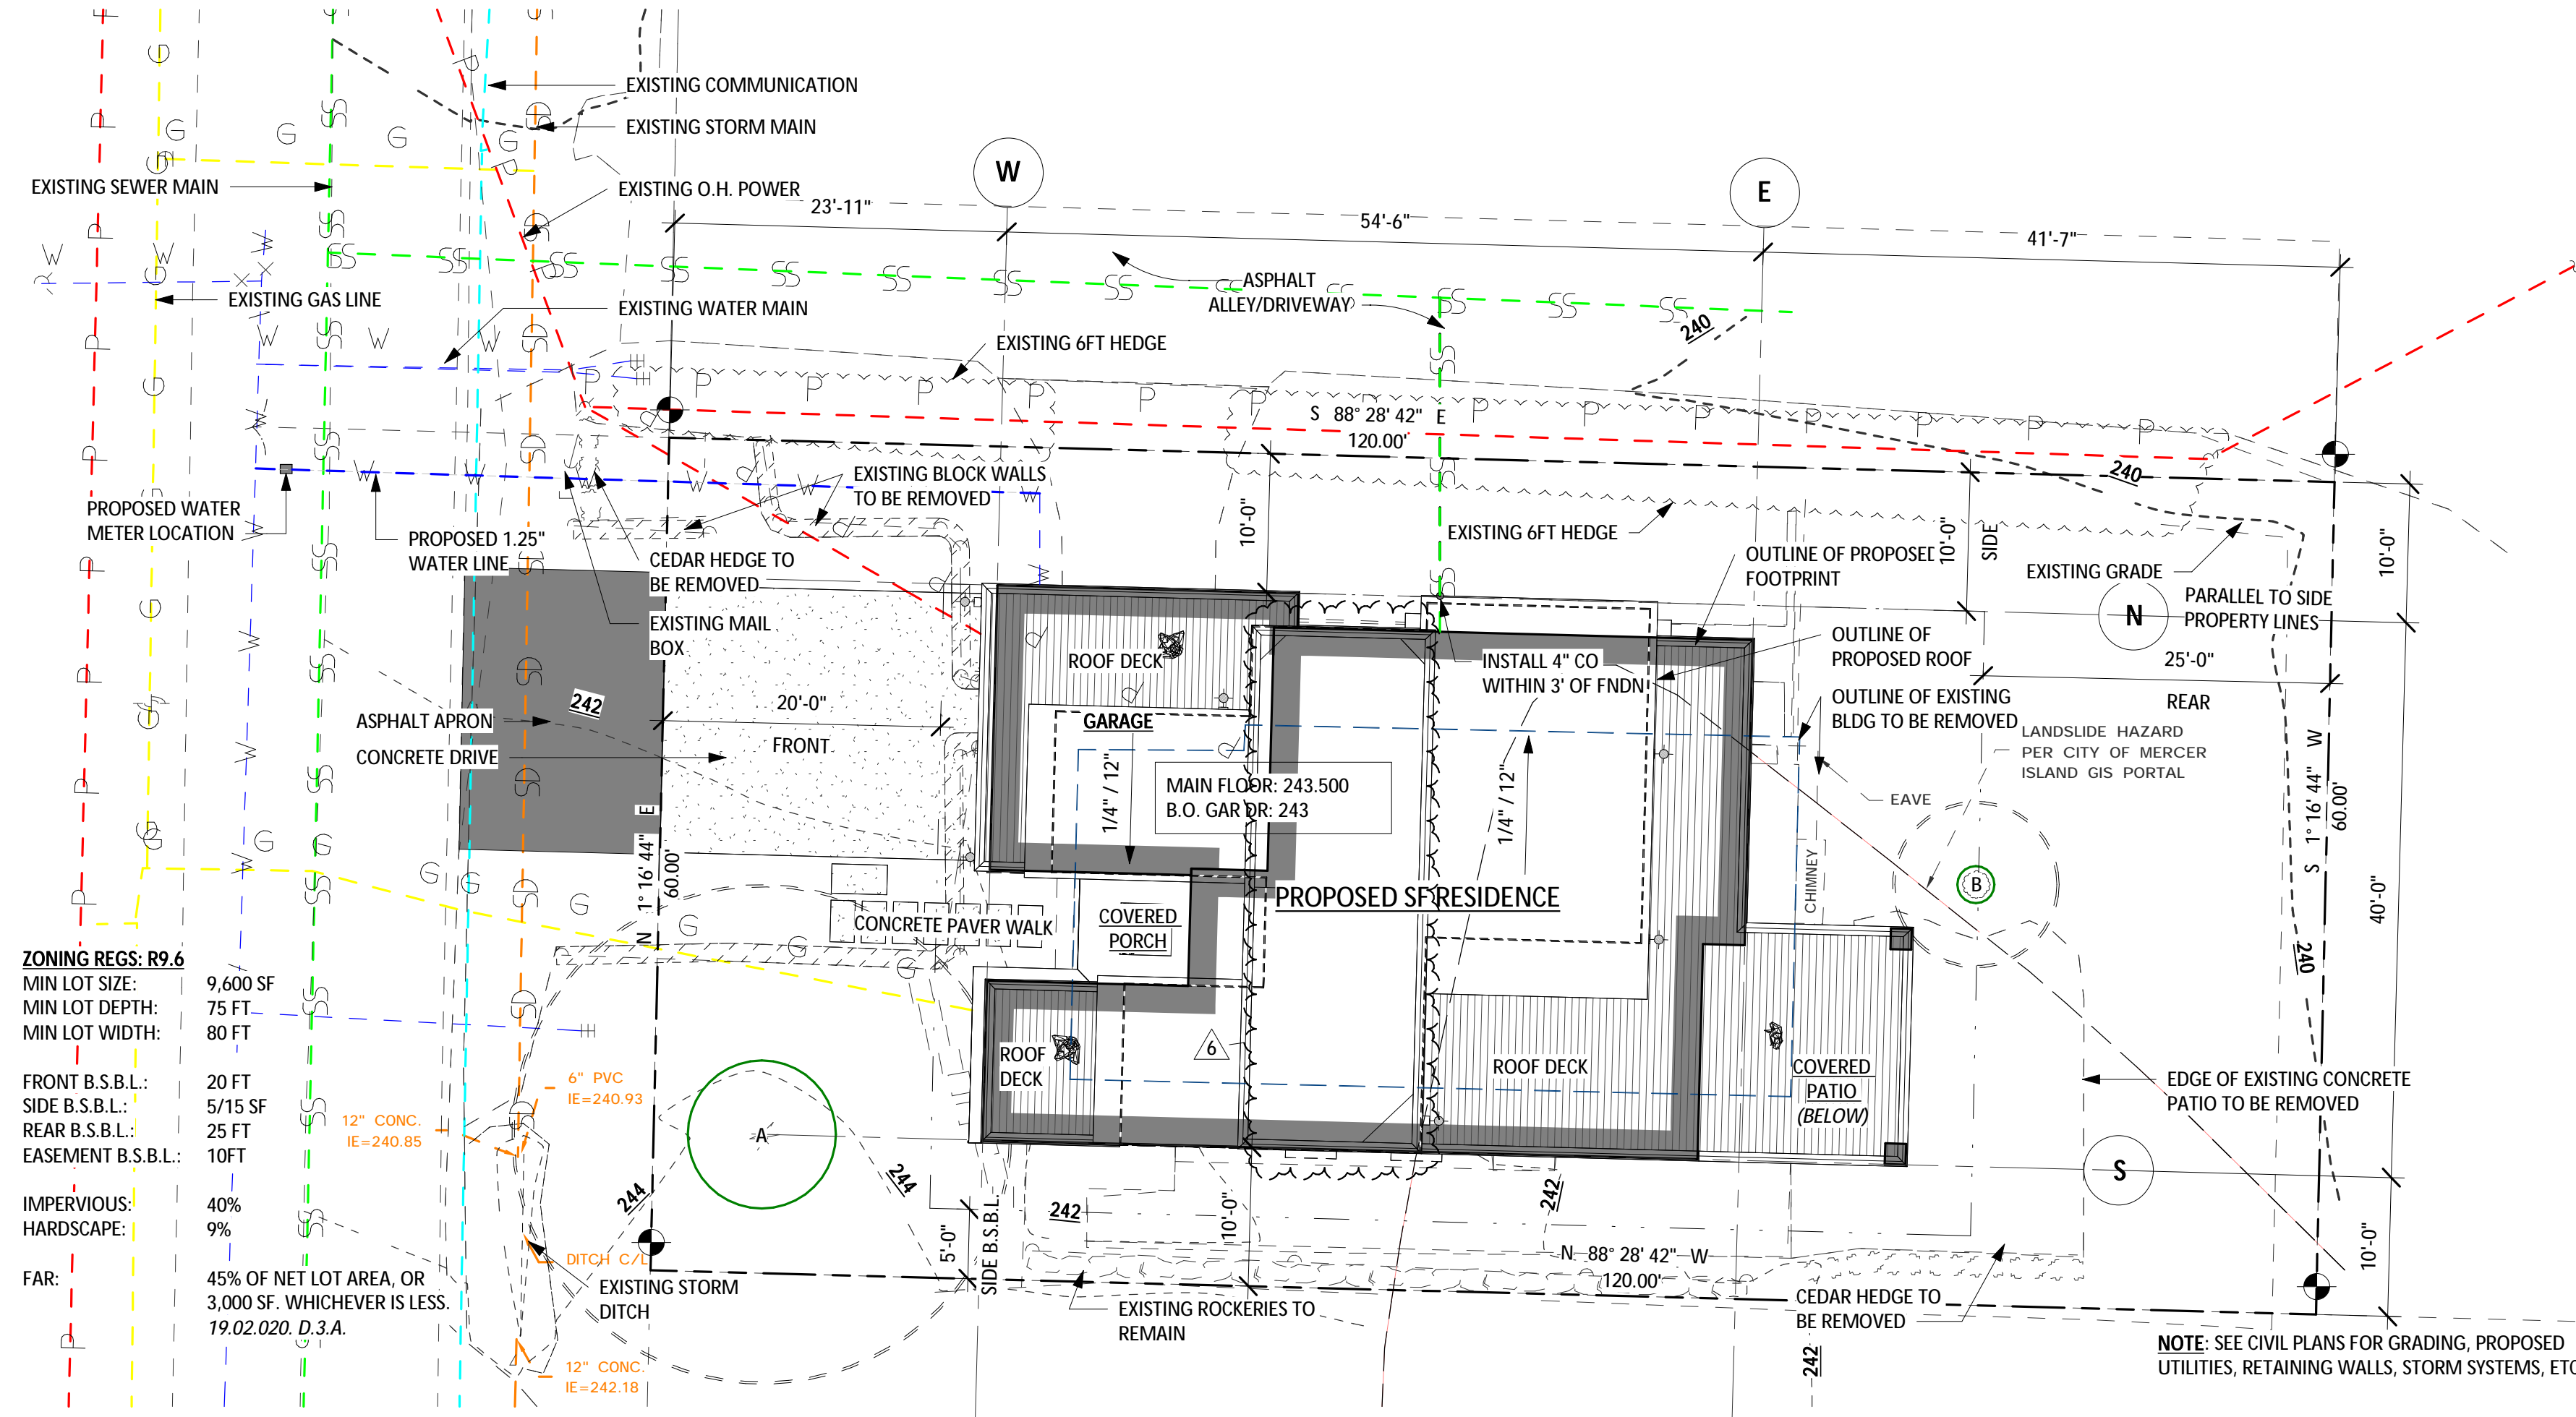 EXISTING COMMUNICATION
EXISTING STORM MAIN
EXISTING SEWER MAIN
EXISTING O.H. POWER
W
E
23'-11"
54'-6"
41'-7"
EXISTING GAS LINE
EXISTING WATER MAIN
ASPHALT
ALLEY/DRIVEWAY
EXISTING 6FT HEDGE
240
S 88° 28' 42" E
120.00'
EXISTING BLOCK WALLS
TO BE REMOVED
240
PROPOSED WATER
METER LOCATION
PROPOSED 1.25"
WATER LINE
10'-0"
EXISTING 6FT HEDGE
10'-0"
SIDE
10'-0"
CEDAR HEDGE TO
BE REMOVED
OUTLINE OF PROPOSED
FOOTPRINT
EXISTING GRADE
EXISTING MAIL
BOX
PARALLEL TO SIDE
PROPERTY LINES
N
ROOF DECK
INSTALL 4" CO
WITHIN 3' OF FNDN
OUTLINE OF
PROPOSED ROOF
25'-0"
REAR
242
20'-0"
FRONT
ASPHALT APRON
CONCRETE DRIVE
GARAGE
1/4" / 12"
1/4" / 12"
OUTLINE OF EXISTING
BLDG TO BE REMOVED
LANDSLIDE HAZARD
PER CITY OF MERCER
ISLAND GIS PORTAL
MAIN FLOOR: 243.500
B.O. GAR DR: 243
EAVE
S 1° 16' 44" W
60.00'
N 1° 16' 44" E
60.00'
CHIMNEY
B
40'-0"
PROPOSED SF RESIDENCE
CONCRETE PAVER WALK
COVERED
PORCH
240
ZONING REGS: R9.6
MIN LOT SIZE: 9,600 SF
MIN LOT DEPTH: 75 FT
MIN LOT WIDTH: 80 FT
FRONT B.S.B.L.: 20 FT
SIDE B.S.B.L.: 5/15 SF
REAR B.S.B.L.: 25 FT
EASEMENT B.S.B.L.: 10FT
IMPERVIOUS: 40%
HARDSCAPE: 9%
FAR: 45% OF NET LOT AREA, OR
3,000 SF. WHICHEVER IS LESS.
19.02.020. D.3.A.
6" PVC
IE=240.93
12" CONC.
IE=240.85
A
ROOF
DECK
6
ROOF DECK
COVERED
PATIO
(BELOW)
EDGE OF EXISTING CONCRETE
PATIO TO BE REMOVED
S
244
244
242
242
5'-0"
SIDE B.S.B.L.
10'-0"
10'-0"
DITCH C/L
EXISTING STORM
DITCH
N 88° 28' 42" W
120.00'
EXISTING ROCKERIES TO
REMAIN
CEDAR HEDGE TO
BE REMOVED
242
12" CONC.
IE=242.18
NOTE: SEE CIVIL PLANS FOR GRADING, PROPOSED
UTILITIES, RETAINING WALLS, STORM SYSTEMS, ETC